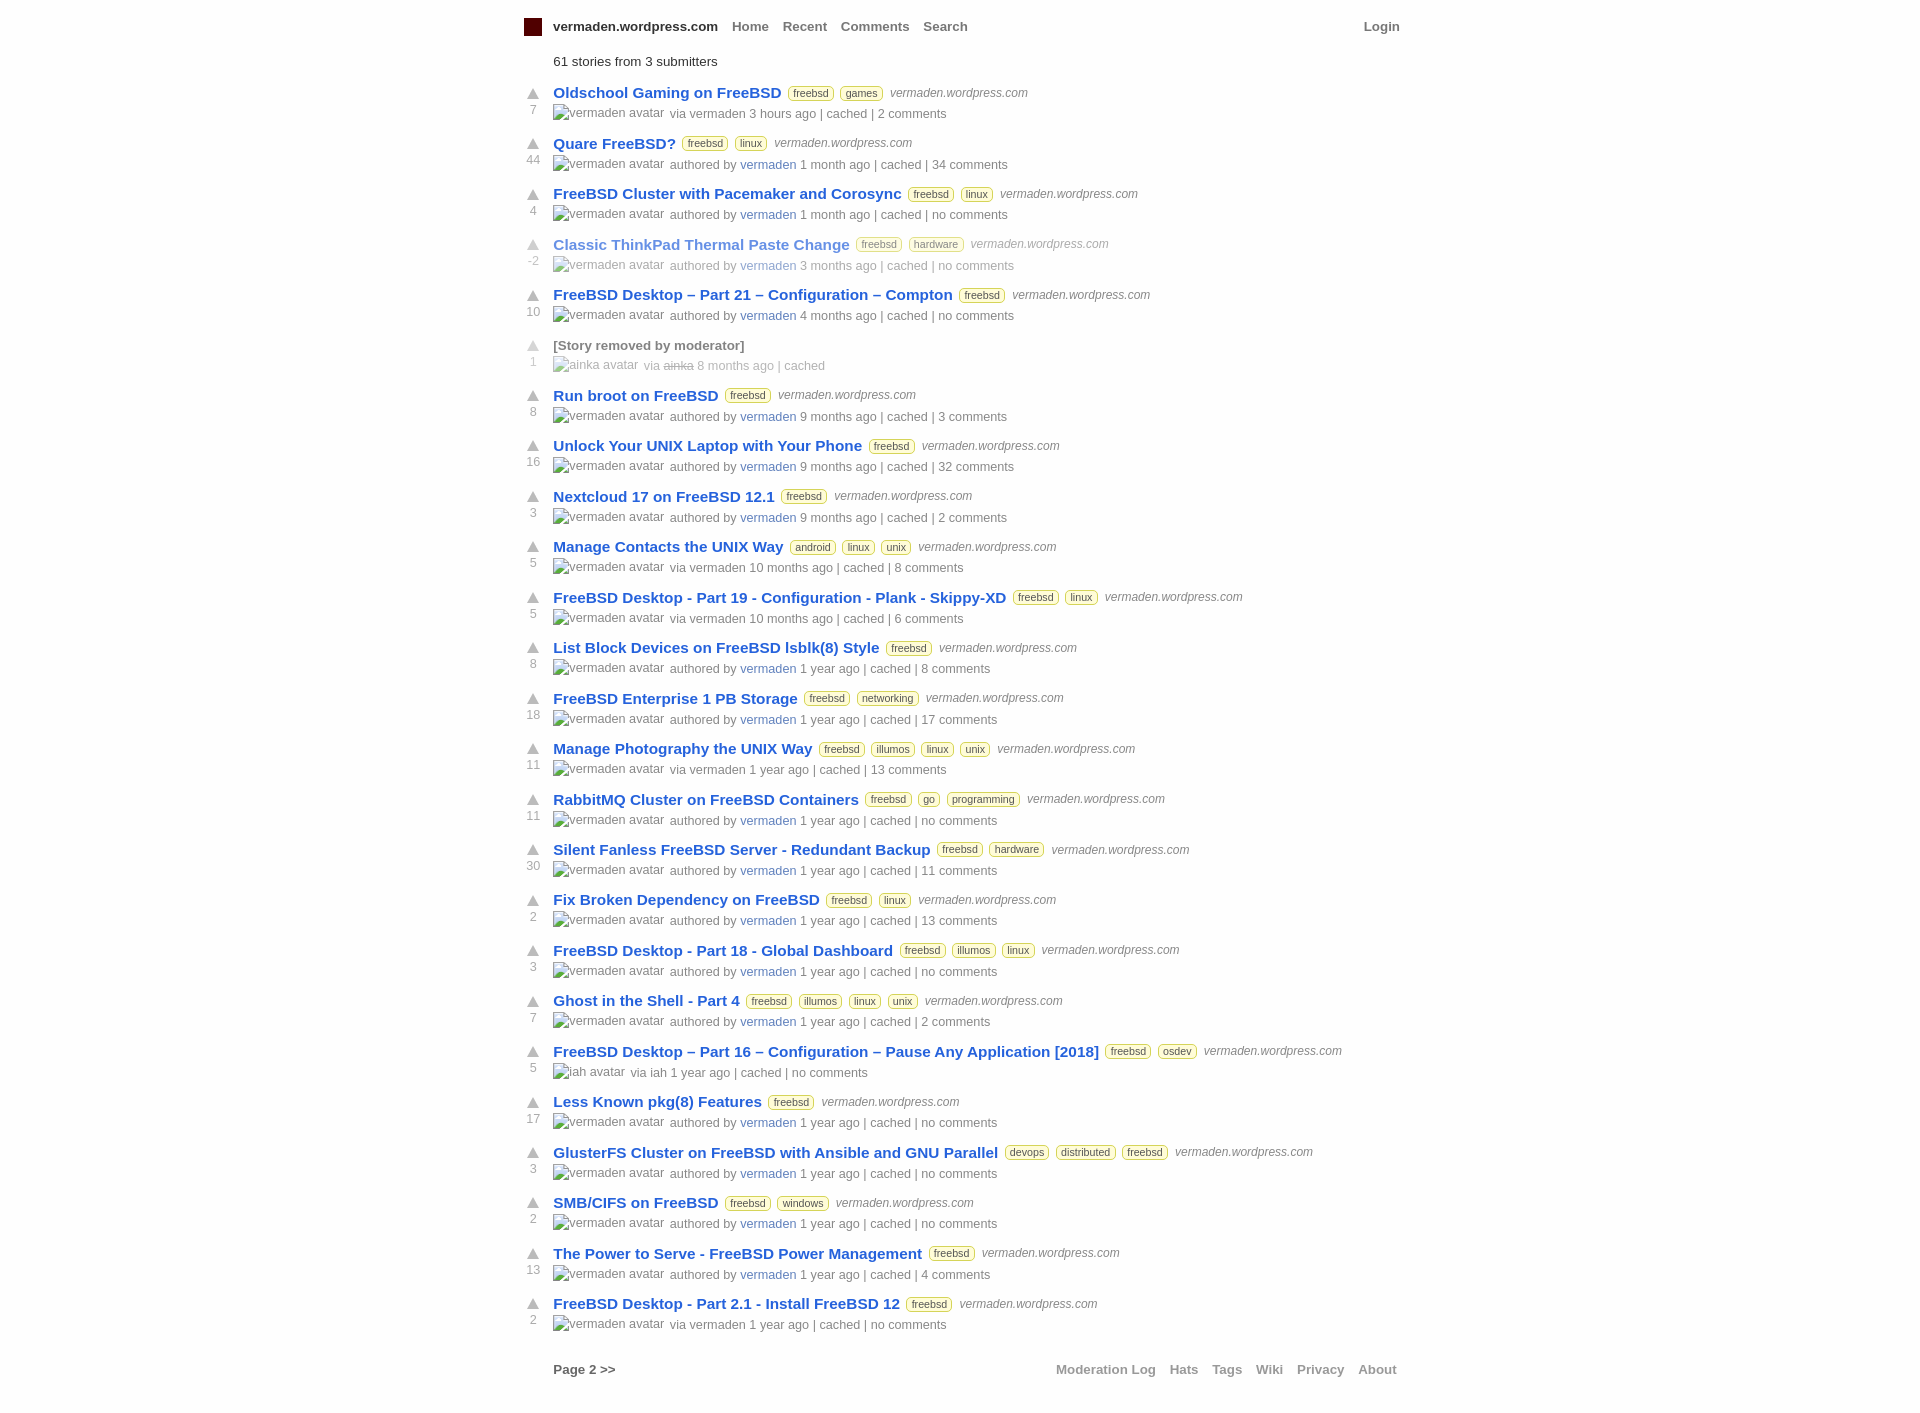 vermaden.wordpress.com Home Recent Comments Search Login
61 stories from 3 submitters
Oldschool Gaming on FreeBSD freebsd games vermaden.wordpress.com
7 vermaden avatar via vermaden 3 hours ago | cached | 2 comments
Quare FreeBSD? freebsd linux vermaden.wordpress.com
44 vermaden avatar authored by vermaden 1 month ago | cached | 34 comments
FreeBSD Cluster with Pacemaker and Corosync freebsd linux vermaden.wordpress.com
4 vermaden avatar authored by vermaden 1 month ago | cached | no comments
Classic ThinkPad Thermal Paste Change freebsd hardware vermaden.wordpress.com
-2 vermaden avatar authored by vermaden 3 months ago | cached | no comments
FreeBSD Desktop – Part 21 – Configuration – Compton freebsd vermaden.wordpress.com
10 vermaden avatar authored by vermaden 4 months ago | cached | no comments
[Story removed by moderator]
1 ainka avatar via ainka 8 months ago | cached
Run broot on FreeBSD freebsd vermaden.wordpress.com
8 vermaden avatar authored by vermaden 9 months ago | cached | 3 comments
Unlock Your UNIX Laptop with Your Phone freebsd vermaden.wordpress.com
16 vermaden avatar authored by vermaden 9 months ago | cached | 32 comments
Nextcloud 17 on FreeBSD 12.1 freebsd vermaden.wordpress.com
3 vermaden avatar authored by vermaden 9 months ago | cached | 2 comments
Manage Contacts the UNIX Way android linux unix vermaden.wordpress.com
5 vermaden avatar via vermaden 10 months ago | cached | 8 comments
FreeBSD Desktop - Part 19 - Configuration - Plank - Skippy-XD freebsd linux vermaden.wordpress.com
5 vermaden avatar via vermaden 10 months ago | cached | 6 comments
List Block Devices on FreeBSD lsblk(8) Style freebsd vermaden.wordpress.com
8 vermaden avatar authored by vermaden 1 year ago | cached | 8 comments
FreeBSD Enterprise 1 PB Storage freebsd networking vermaden.wordpress.com
18 vermaden avatar authored by vermaden 1 year ago | cached | 17 comments
Manage Photography the UNIX Way freebsd illumos linux unix vermaden.wordpress.com
11 vermaden avatar via vermaden 1 year ago | cached | 13 comments
RabbitMQ Cluster on FreeBSD Containers freebsd go programming vermaden.wordpress.com
11 vermaden avatar authored by vermaden 1 year ago | cached | no comments
Silent Fanless FreeBSD Server - Redundant Backup freebsd hardware vermaden.wordpress.com
30 vermaden avatar authored by vermaden 1 year ago | cached | 11 comments
Fix Broken Dependency on FreeBSD freebsd linux vermaden.wordpress.com
2 vermaden avatar authored by vermaden 1 year ago | cached | 13 comments
FreeBSD Desktop - Part 18 - Global Dashboard freebsd illumos linux vermaden.wordpress.com
3 vermaden avatar authored by vermaden 1 year ago | cached | no comments
Ghost in the Shell - Part 4 freebsd illumos linux unix vermaden.wordpress.com
7 vermaden avatar authored by vermaden 1 year ago | cached | 2 comments
FreeBSD Desktop – Part 16 – Configuration – Pause Any Application [2018] freebsd osdev vermaden.wordpress.com
5 iah avatar via iah 1 year ago | cached | no comments
Less Known pkg(8) Features freebsd vermaden.wordpress.com
17 vermaden avatar authored by vermaden 1 year ago | cached | no comments
GlusterFS Cluster on FreeBSD with Ansible and GNU Parallel devops distributed freebsd vermaden.wordpress.com
3 vermaden avatar authored by vermaden 1 year ago | cached | no comments
SMB/CIFS on FreeBSD freebsd windows vermaden.wordpress.com
2 vermaden avatar authored by vermaden 1 year ago | cached | no comments
The Power to Serve - FreeBSD Power Management freebsd vermaden.wordpress.com
13 vermaden avatar authored by vermaden 1 year ago | cached | 4 comments
FreeBSD Desktop - Part 2.1 - Install FreeBSD 12 freebsd vermaden.wordpress.com
2 vermaden avatar via vermaden 1 year ago | cached | no comments
Page 2 >> Moderation Log Hats Tags Wiki Privacy About